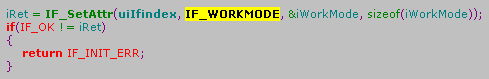 iRet = IF_SetAttr(uiIfindex, IF_WORKMODE, &iWorkMode, sizeof(iWorkMode));
if(IF_OK != iRet)
{
return IF_INIT_ERR;
}